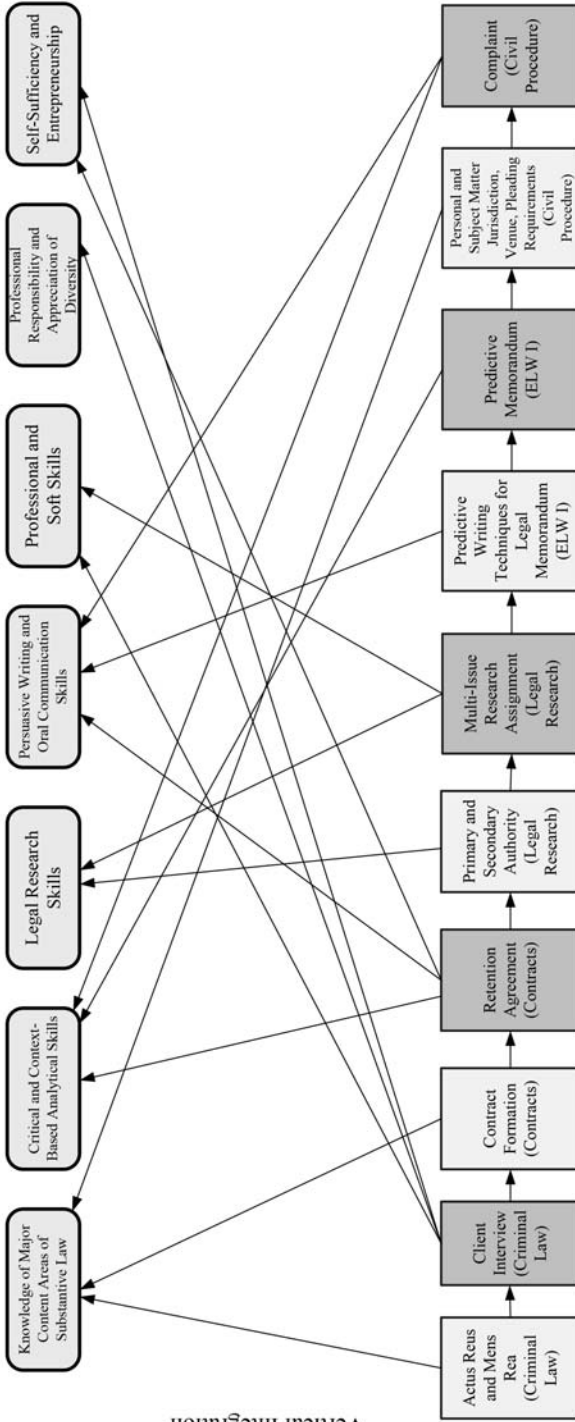 Knowledge of Major
Content Areas of
Substantive Law
Critical and Context-
Based Analytical Skills
Legal Research
Skills
Persuasive Writing and
Oral Communication
Skills
Professional and
Soft Skills
Professional
Responsibility and
Appreciation of
Diversity
Self-Sufficiency and
Entrepreneurship
Vertical Integration
Actus Reus
and Mens
Rea
(Criminal
Law)
Client
Interview
(Criminal
Law)
Contract
Formation
(Contracts)
Retention
Agreement
(Contracts)
Primary and
Secondary
Authority
(Legal
Research)
Multi-Issue
Research
Assignment
(Legal
Research)
Predictive
Writing
Techniques for
Legal
Memorandum
(ELW I)
Predictive
Memorandum
(ELW I)
Personal and
Subject Matter
Jurisdiction,
Venue, Pleading
Requirements
(Civil
Procedure)
Complaint
(Civil
Procedure)